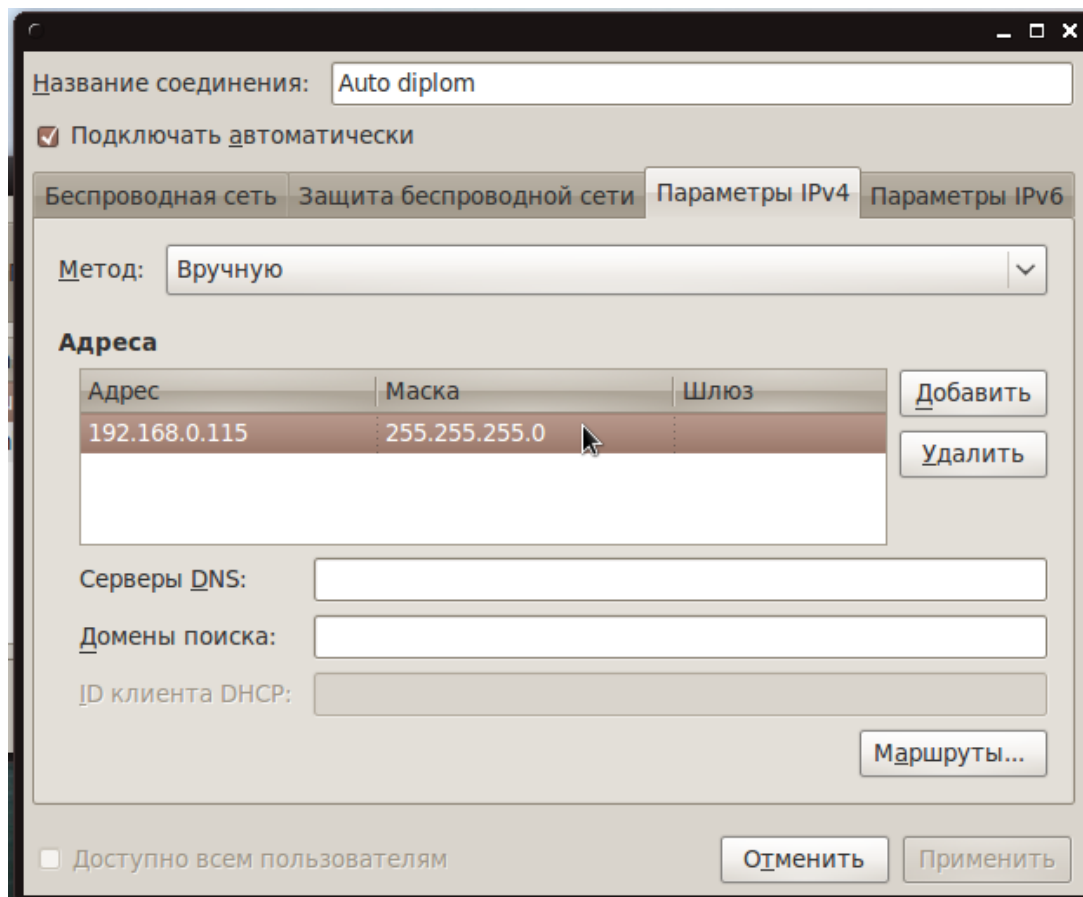 Название соединения: Auto diplom
Подключать автоматически
Беспроводная сеть Защита беспроводной сети Параметры IPv4 Параметры IPv6
Метод: Вручную
Адреса
Адрес Маска Шлюз
192.168.0.115 255.255.255.0
Добавить
Удалить
Серверы DNS:
Домены поиска:
ID клиента DHCP:
Маршруты...
Доступно всем пользователям
Отменить Применить